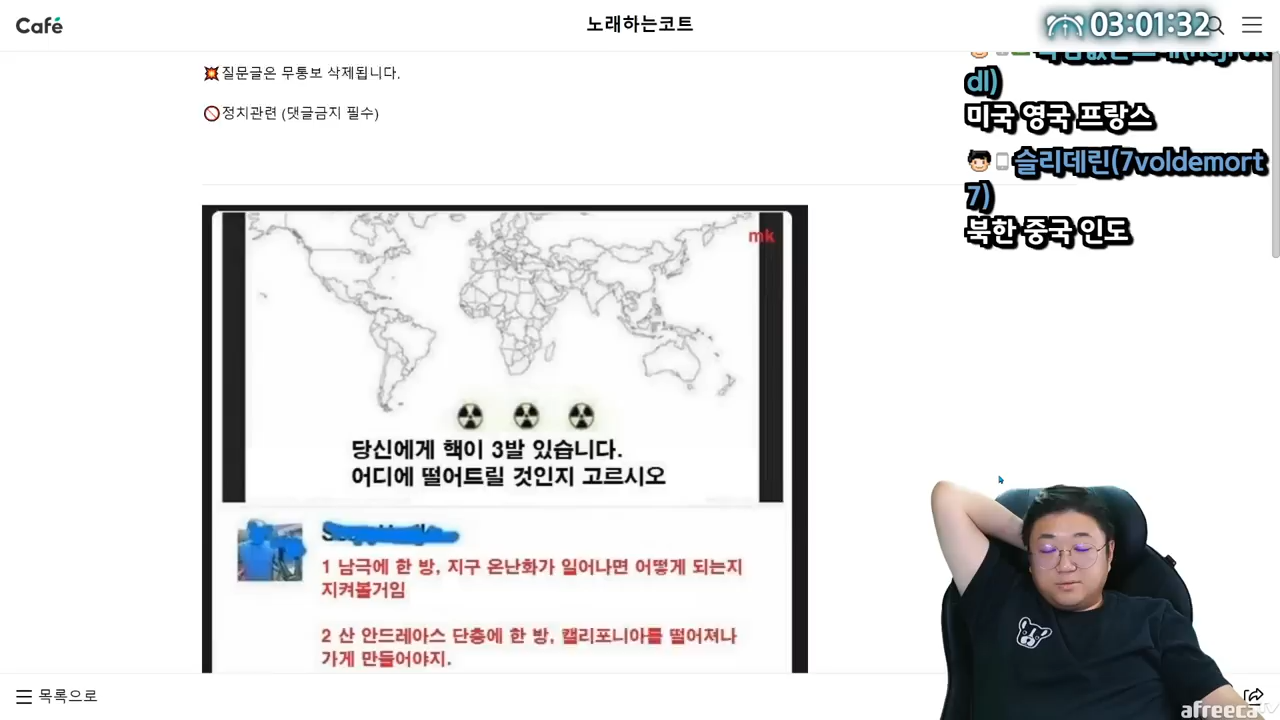 Café
노래하는코트
03:01:32
💥질문글은 무통보 삭제됩니다.
🚫정치관련 (댓글금지 필수)
dl)
미국 영국 프랑스
슬리데린(7voldemort
7)
북한 중국 인도
mk
당신에게 핵이 3발 있습니다.
어디에 떨어트릴 것인지 고르시오
1 남극에 한 방, 지구 온난화가 일어나면 어떻게 되는지
지켜볼거임
2 산 안드레아스 단층에 한 방, 캘리포니아를 떨어져나
가게 만들어야지.
목록으로
afreecaTV